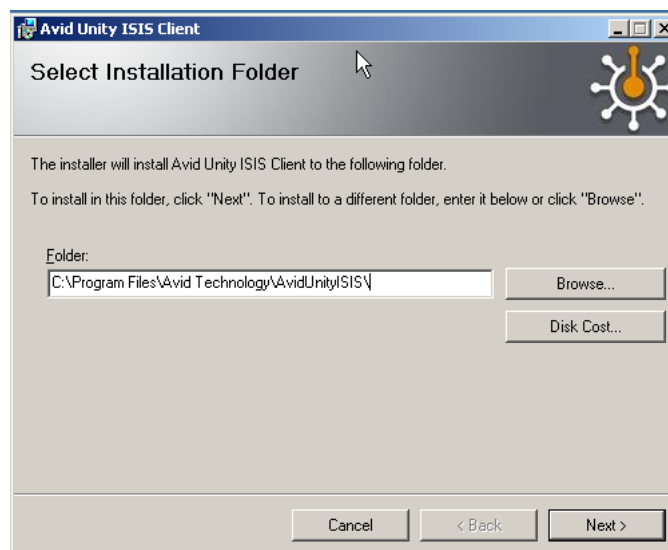 Avid Unity ISIS Client
Select Installation Folder
The installer will install Avid Unity ISIS Client to the following folder.
To install in this folder, click "Next". To install to a different folder, enter it below or click "Browse".
Folder:
C:\Program Files\Avid Technology\AvidUnityISIS\
Browse...
Disk Cost...
Cancel
< Back
Next >